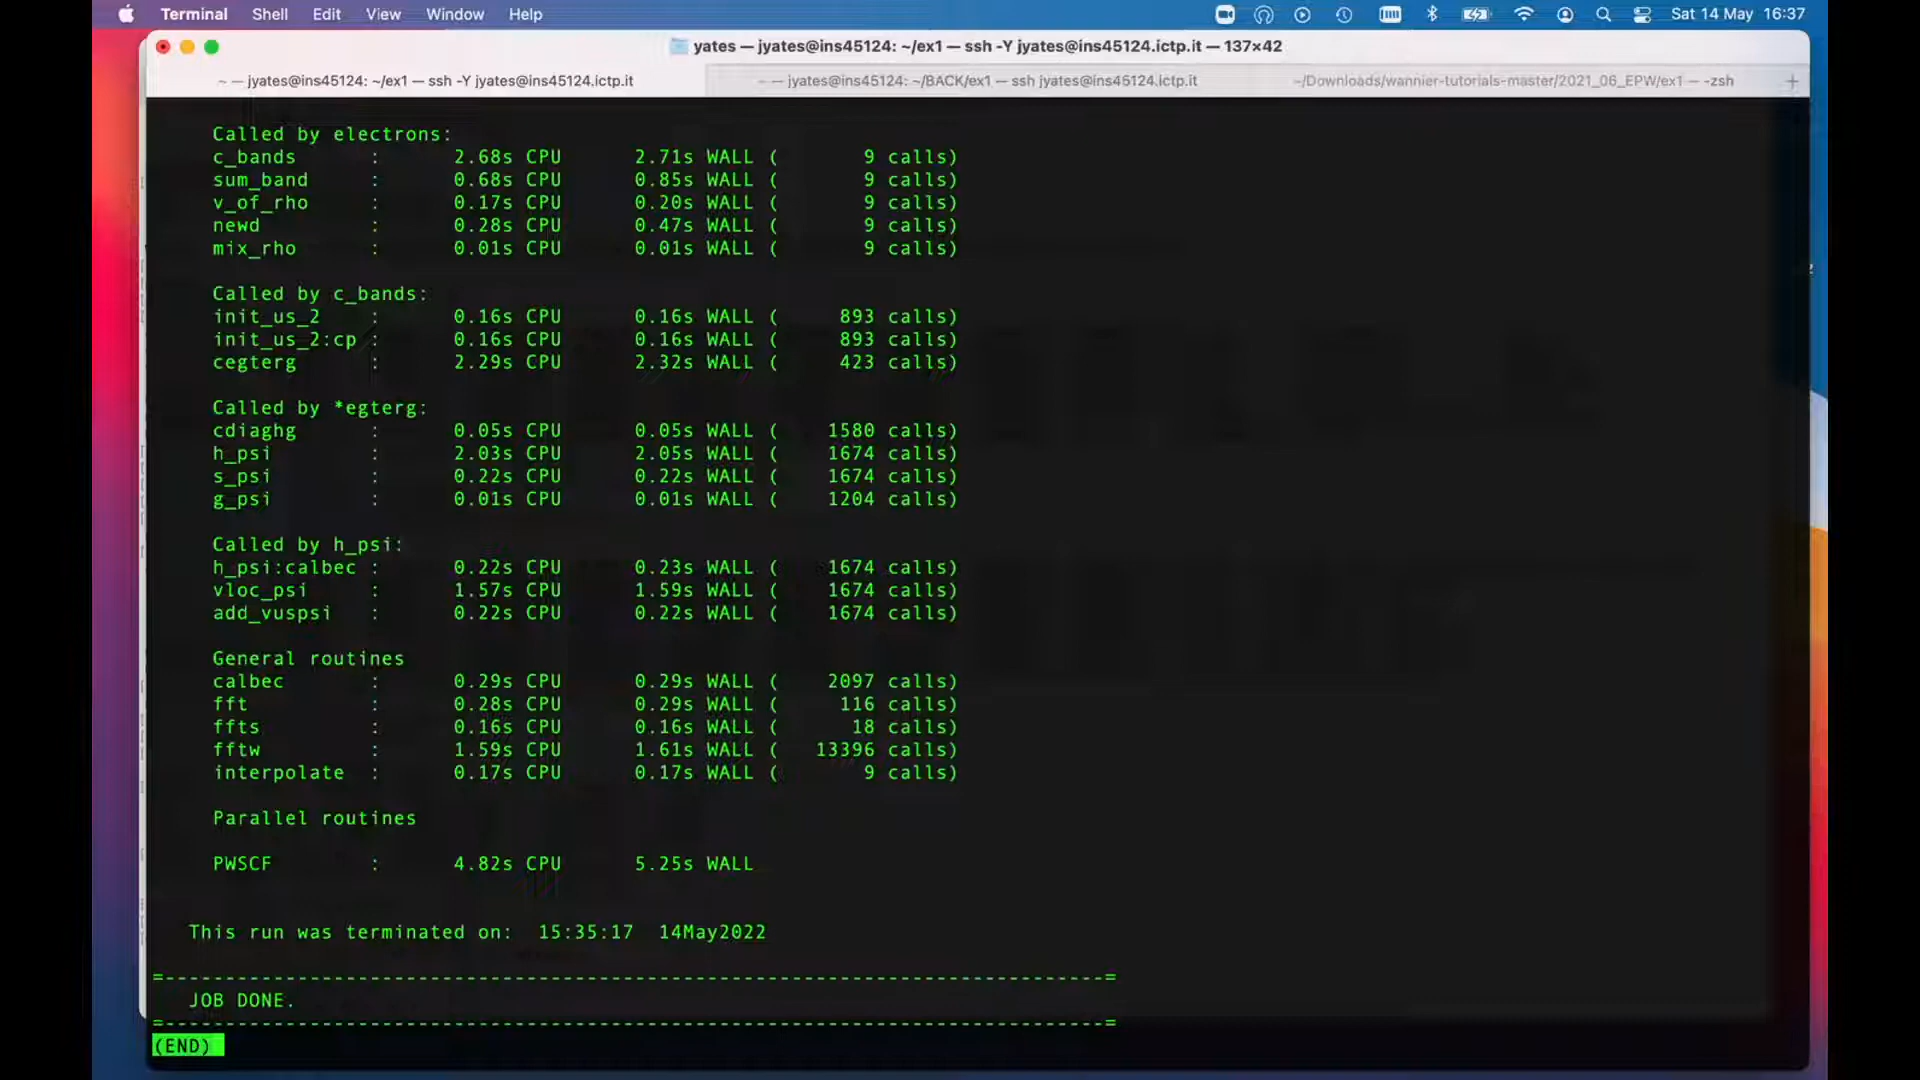 Terminal Shell Edit View Window Help Sat 14 May 16:37
yates — jyates@ins45124: ~/ex1 — ssh -Y jyates@ins45124.ictp.it — 137×42
~ — jyates@ins45124: ~/ex1 — ssh -Y jyates@ins45124.ictp.it
~ — jyates@ins45124: ~/BACK/ex1 — ssh jyates@ins45124.ictp.it
~/Downloads/wannier-tutorials-master/2021_06_EPW/ex1 — -zsh +
Called by electrons:
c_bands : 2.68s CPU 2.71s WALL ( 9 calls)
sum_band : 0.68s CPU 0.85s WALL ( 9 calls)
v_of_rho : 0.17s CPU 0.20s WALL ( 9 calls)
newd : 0.28s CPU 0.47s WALL ( 9 calls)
mix_rho : 0.01s CPU 0.01s WALL ( 9 calls)
Called by c_bands:
init_us_2 : 0.16s CPU 0.16s WALL ( 893 calls)
init_us_2:cp : 0.16s CPU 0.16s WALL ( 893 calls)
cegterg : 2.29s CPU 2.32s WALL ( 423 calls)
Called by *egterg:
cdiaghg : 0.05s CPU 0.05s WALL ( 1580 calls)
h_psi : 2.03s CPU 2.05s WALL ( 1674 calls)
s_psi : 0.22s CPU 0.22s WALL ( 1674 calls)
g_psi : 0.01s CPU 0.01s WALL ( 1204 calls)
Called by h_psi:
h_psi:calbec : 0.22s CPU 0.23s WALL ( 1674 calls)
vloc_psi : 1.57s CPU 1.59s WALL ( 1674 calls)
add_vuspsi : 0.22s CPU 0.22s WALL ( 1674 calls)
General routines
calbec : 0.29s CPU 0.29s WALL ( 2097 calls)
fft : 0.28s CPU 0.29s WALL ( 116 calls)
ffts : 0.16s CPU 0.16s WALL ( 18 calls)
fftw : 1.59s CPU 1.61s WALL ( 13396 calls)
interpolate : 0.17s CPU 0.17s WALL ( 9 calls)
Parallel routines
PWSCF : 4.82s CPU 5.25s WALL
This run was terminated on: 15:35:17 14May2022
=------------------------------------------------------------------------------=
JOB DONE.
=------------------------------------------------------------------------------=
(END)